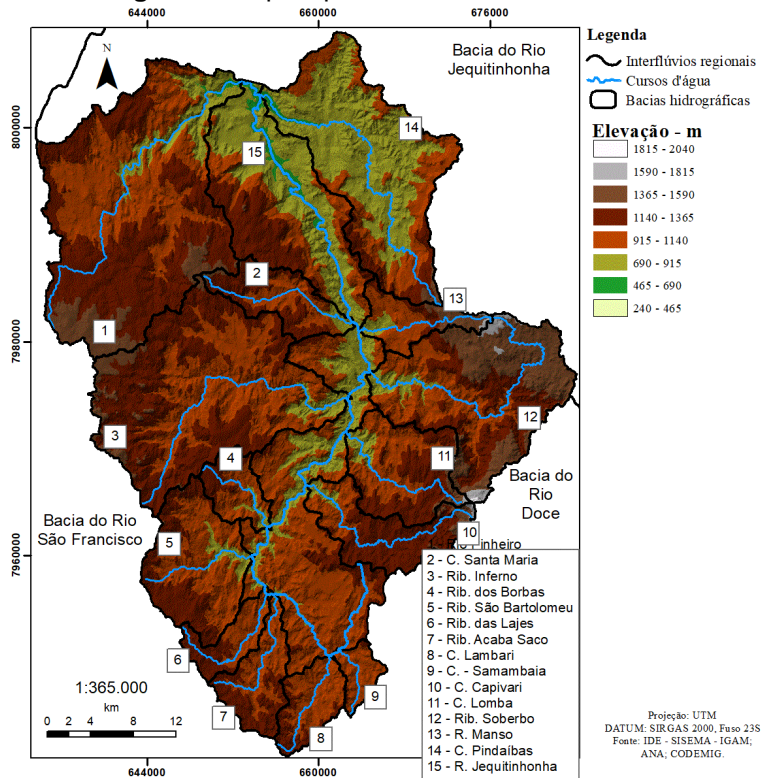 644000 660000 676000
N
Bacia do Rio
Jequitinhonha
8000000
7980000
7960000
14
15
2
1
13
12
3
4
11
10
5
6
7
8
9
Bacia do
Rio
Doce
Bacia do Rio
São Francisco
1:365.000
km
0 2 4 8 12
644000 660000
Pinheiro
2 - C. Santa Maria
3 - Rib. Inferno
4 - Rib. dos Borbas
5 - Rib. São Bartolomeu
6 - Rib. das Lajes
7 - Rib. Acaba Saco
8 - C. Lambari
9 - C. - Samambaia
10 - C. Capivari
11 - C. Lomba
12 - Rib. Soberbo
13 - R. Manso
14 - C. Pindaíbas
15 - R. Jequitinhonha
Legenda
Interflúvios regionais
Cursos d'água
Bacias hidrográficas
Elevação - m
1815 - 2040
1590 - 1815
1365 - 1590
1140 - 1365
915 - 1140
690 - 915
465 - 690
240 - 465
Projeção: UTM
DATUM: SIRGAS 2000, Fuso 23S
Fonte: IDE - SISEMA - IGAM;
ANA; CODEMIG.